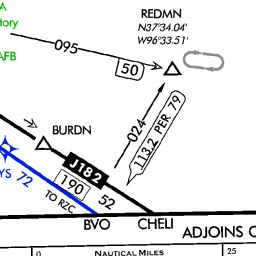 A
REDMN
tory
N37°34.04'
W96°33.51'
095
AFB
50
113.2 PER 79
024
BURDN
J182
YS 72
190
52
TO RZC
BVO
CHELI
ADJOINS C
0
NAUTICAL MILES
25